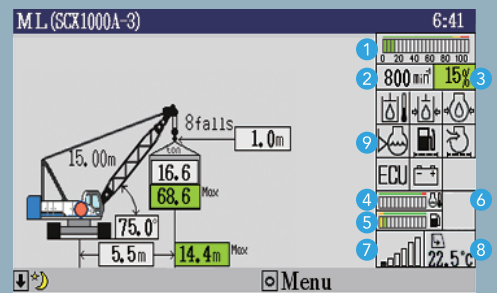 ML(SCX1000A-3) 6:41
1
0 20 40 60 80 100
2 800 min⁻¹ 15% 3
8falls
1.0m
9
15.00m
ton
16.6
68.6 Max
ECU
75.0°
4 6
5
5.5m 14.4m Max
7 22.5°C 8
Menu